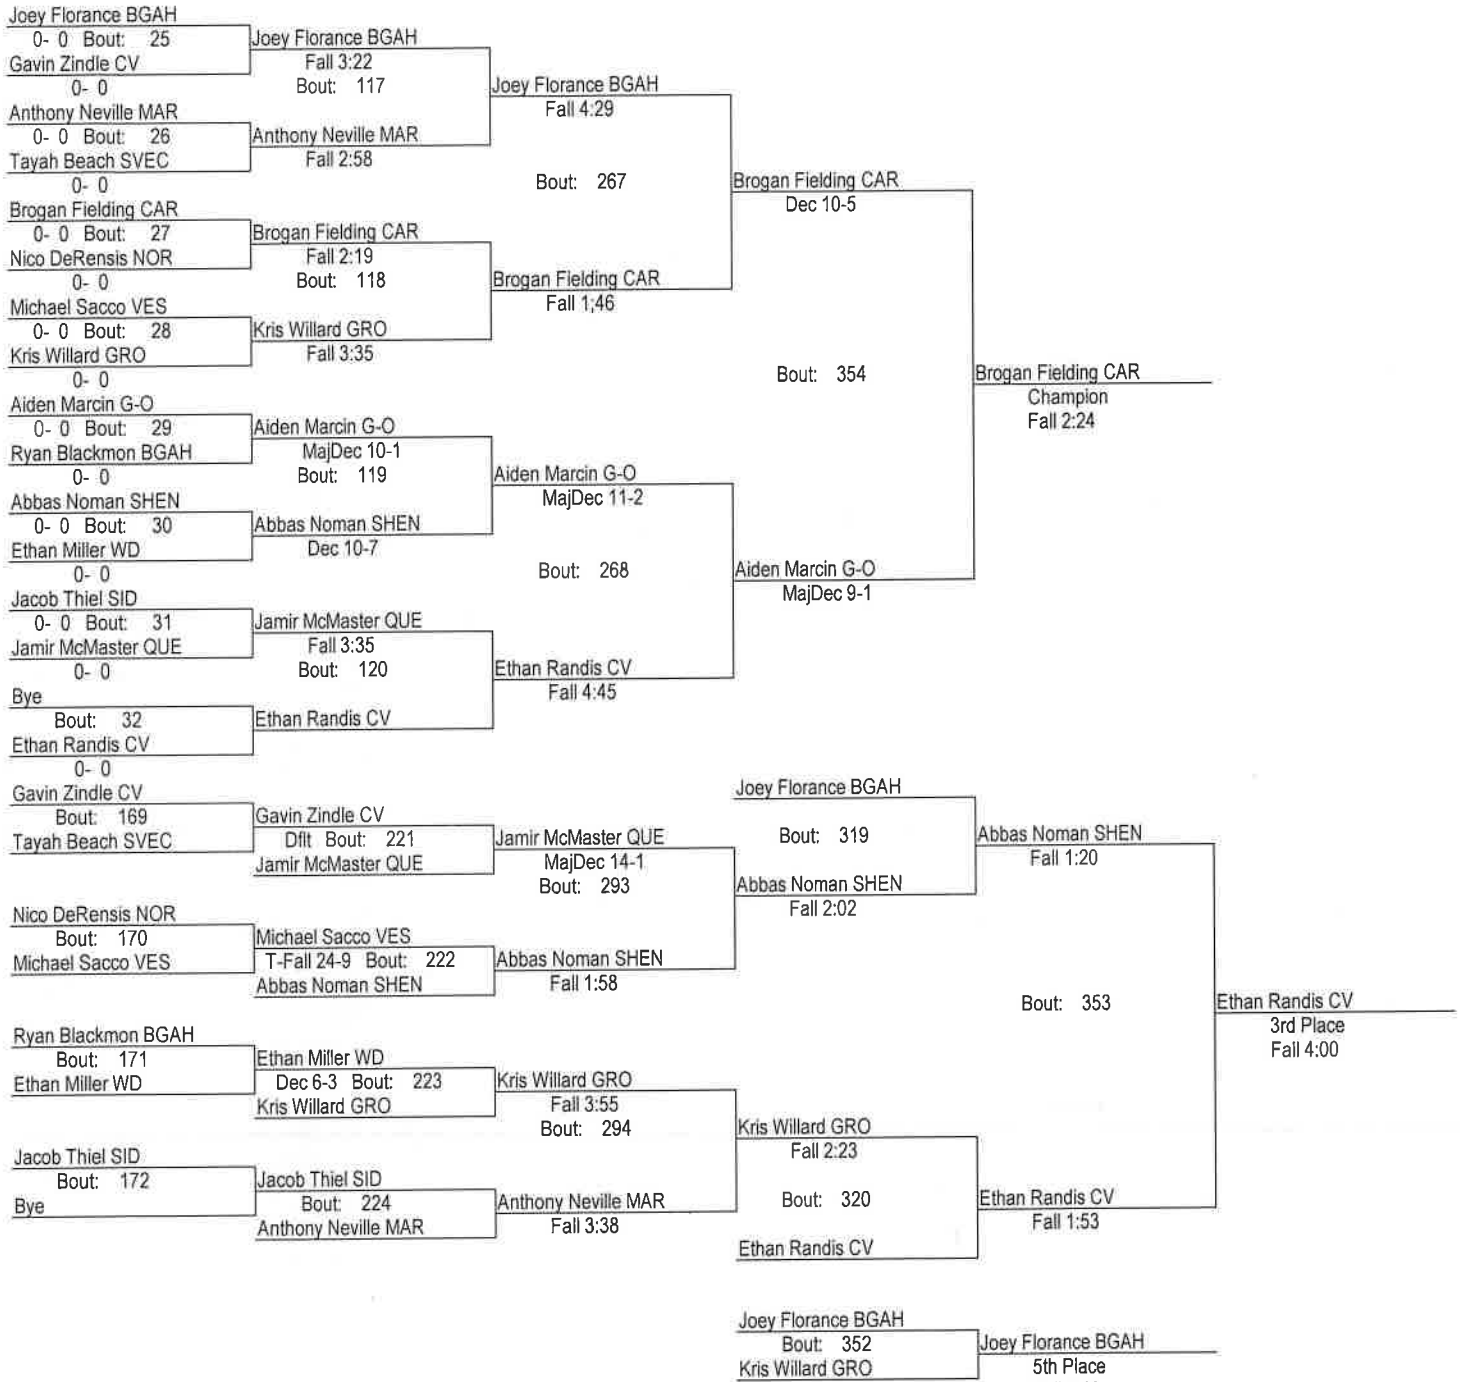 Joey Florance BGAH
0- 0 Bout: 25
Gavin Zindle CV
0- 0
Anthony Neville MAR
0- 0 Bout: 26
Tayah Beach SVEC
0- 0
Brogan Fielding CAR
0- 0 Bout: 27
Nico DeRensis NOR
0- 0
Michael Sacco VES
0- 0 Bout: 28
Kris Willard GRO
0- 0
Aiden Marcin G-O
0- 0 Bout: 29
Ryan Blackmon BGAH
0- 0
Abbas Noman SHEN
0- 0 Bout: 30
Ethan Miller WD
0- 0
Jacob Thiel SID
0- 0 Bout: 31
Jamir McMaster QUE
0- 0
Bye
Bout: 32
Ethan Randis CV
0- 0
Joey Florance BGAH
Fall 3:22
Bout: 117
Anthony Neville MAR
Fall 2:58
Brogan Fielding CAR
Fall 2:19
Bout: 118
Kris Willard GRO
Fall 3:35
Aiden Marcin G-O
MajDec 10-1
Bout: 119
Abbas Noman SHEN
Dec 10-7
Jamir McMaster QUE
Fall 3:35
Bout: 120
Ethan Randis CV
Joey Florance BGAH
Fall 4:29
Bout: 267
Brogan Fielding CAR
Fall 1;46
Aiden Marcin G-O
MajDec 11-2
Bout: 268
Ethan Randis CV
Fall 4:45
Brogan Fielding CAR
Dec 10-5
Bout: 354
Aiden Marcin G-O
MajDec 9-1
Brogan Fielding CAR
Champion
Fall 2:24
Gavin Zindle CV
Bout: 169
Tayah Beach SVEC
Nico DeRensis NOR
Bout: 170
Michael Sacco VES
Ryan Blackmon BGAH
Bout: 171
Ethan Miller WD
Jacob Thiel SID
Bout: 172
Bye
Gavin Zindle CV
Dflt Bout: 221
Jamir McMaster QUE
Michael Sacco VES
T-Fall 24-9 Bout: 222
Abbas Noman SHEN
Ethan Miller WD
Dec 6-3 Bout: 223
Kris Willard GRO
Jacob Thiel SID
Bout: 224
Anthony Neville MAR
Jamir McMaster QUE
MajDec 14-1
Bout: 293
Abbas Noman SHEN
Fall 1:58
Kris Willard GRO
Fall 3:55
Bout: 294
Anthony Neville MAR
Fall 3:38
Joey Florance BGAH
Bout: 319
Abbas Noman SHEN
Fall 2:02
Kris Willard GRO
Fall 2:23
Bout: 320
Ethan Randis CV
Abbas Noman SHEN
Fall 1:20
Bout: 353
Ethan Randis CV
Fall 1:53
Ethan Randis CV
3rd Place
Fall 4:00
Joey Florance BGAH
Bout: 352
Kris Willard GRO
Joey Florance BGAH
5th Place